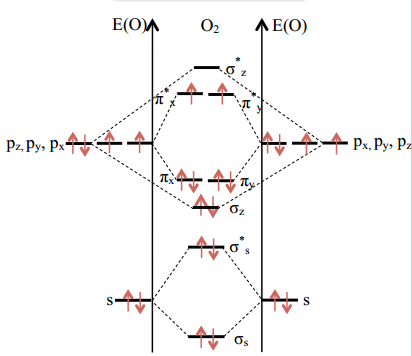 E(O) O₂ E(O)
σ*z
π*x π*y
pz, py, px px, py, pz
πx πy
σz
σ*s
s s
σs